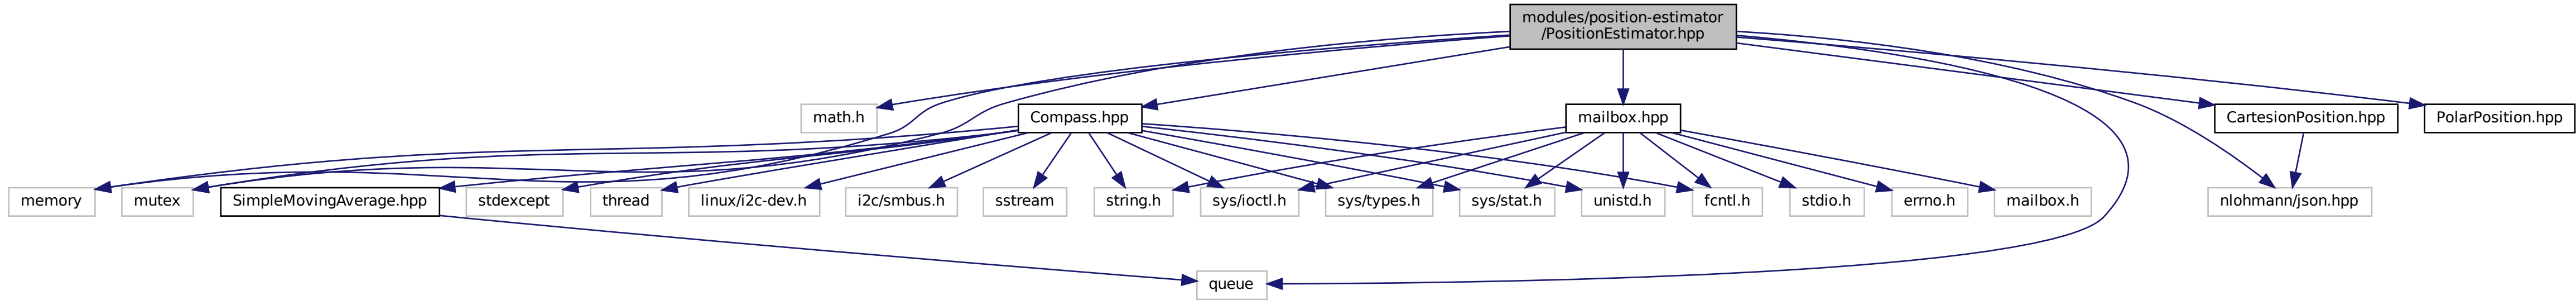 modules/position-estimator
/PositionEstimator.hpp
math.h
Compass.hpp
mailbox.hpp
CartesionPosition.hpp
PolarPosition.hpp
memory
mutex
SimpleMovingAverage.hpp
stdexcept
thread
linux/i2c-dev.h
i2c/smbus.h
sstream
string.h
sys/ioctl.h
sys/types.h
sys/stat.h
unistd.h
fcntl.h
stdio.h
errno.h
mailbox.h
nlohmann/json.hpp
queue